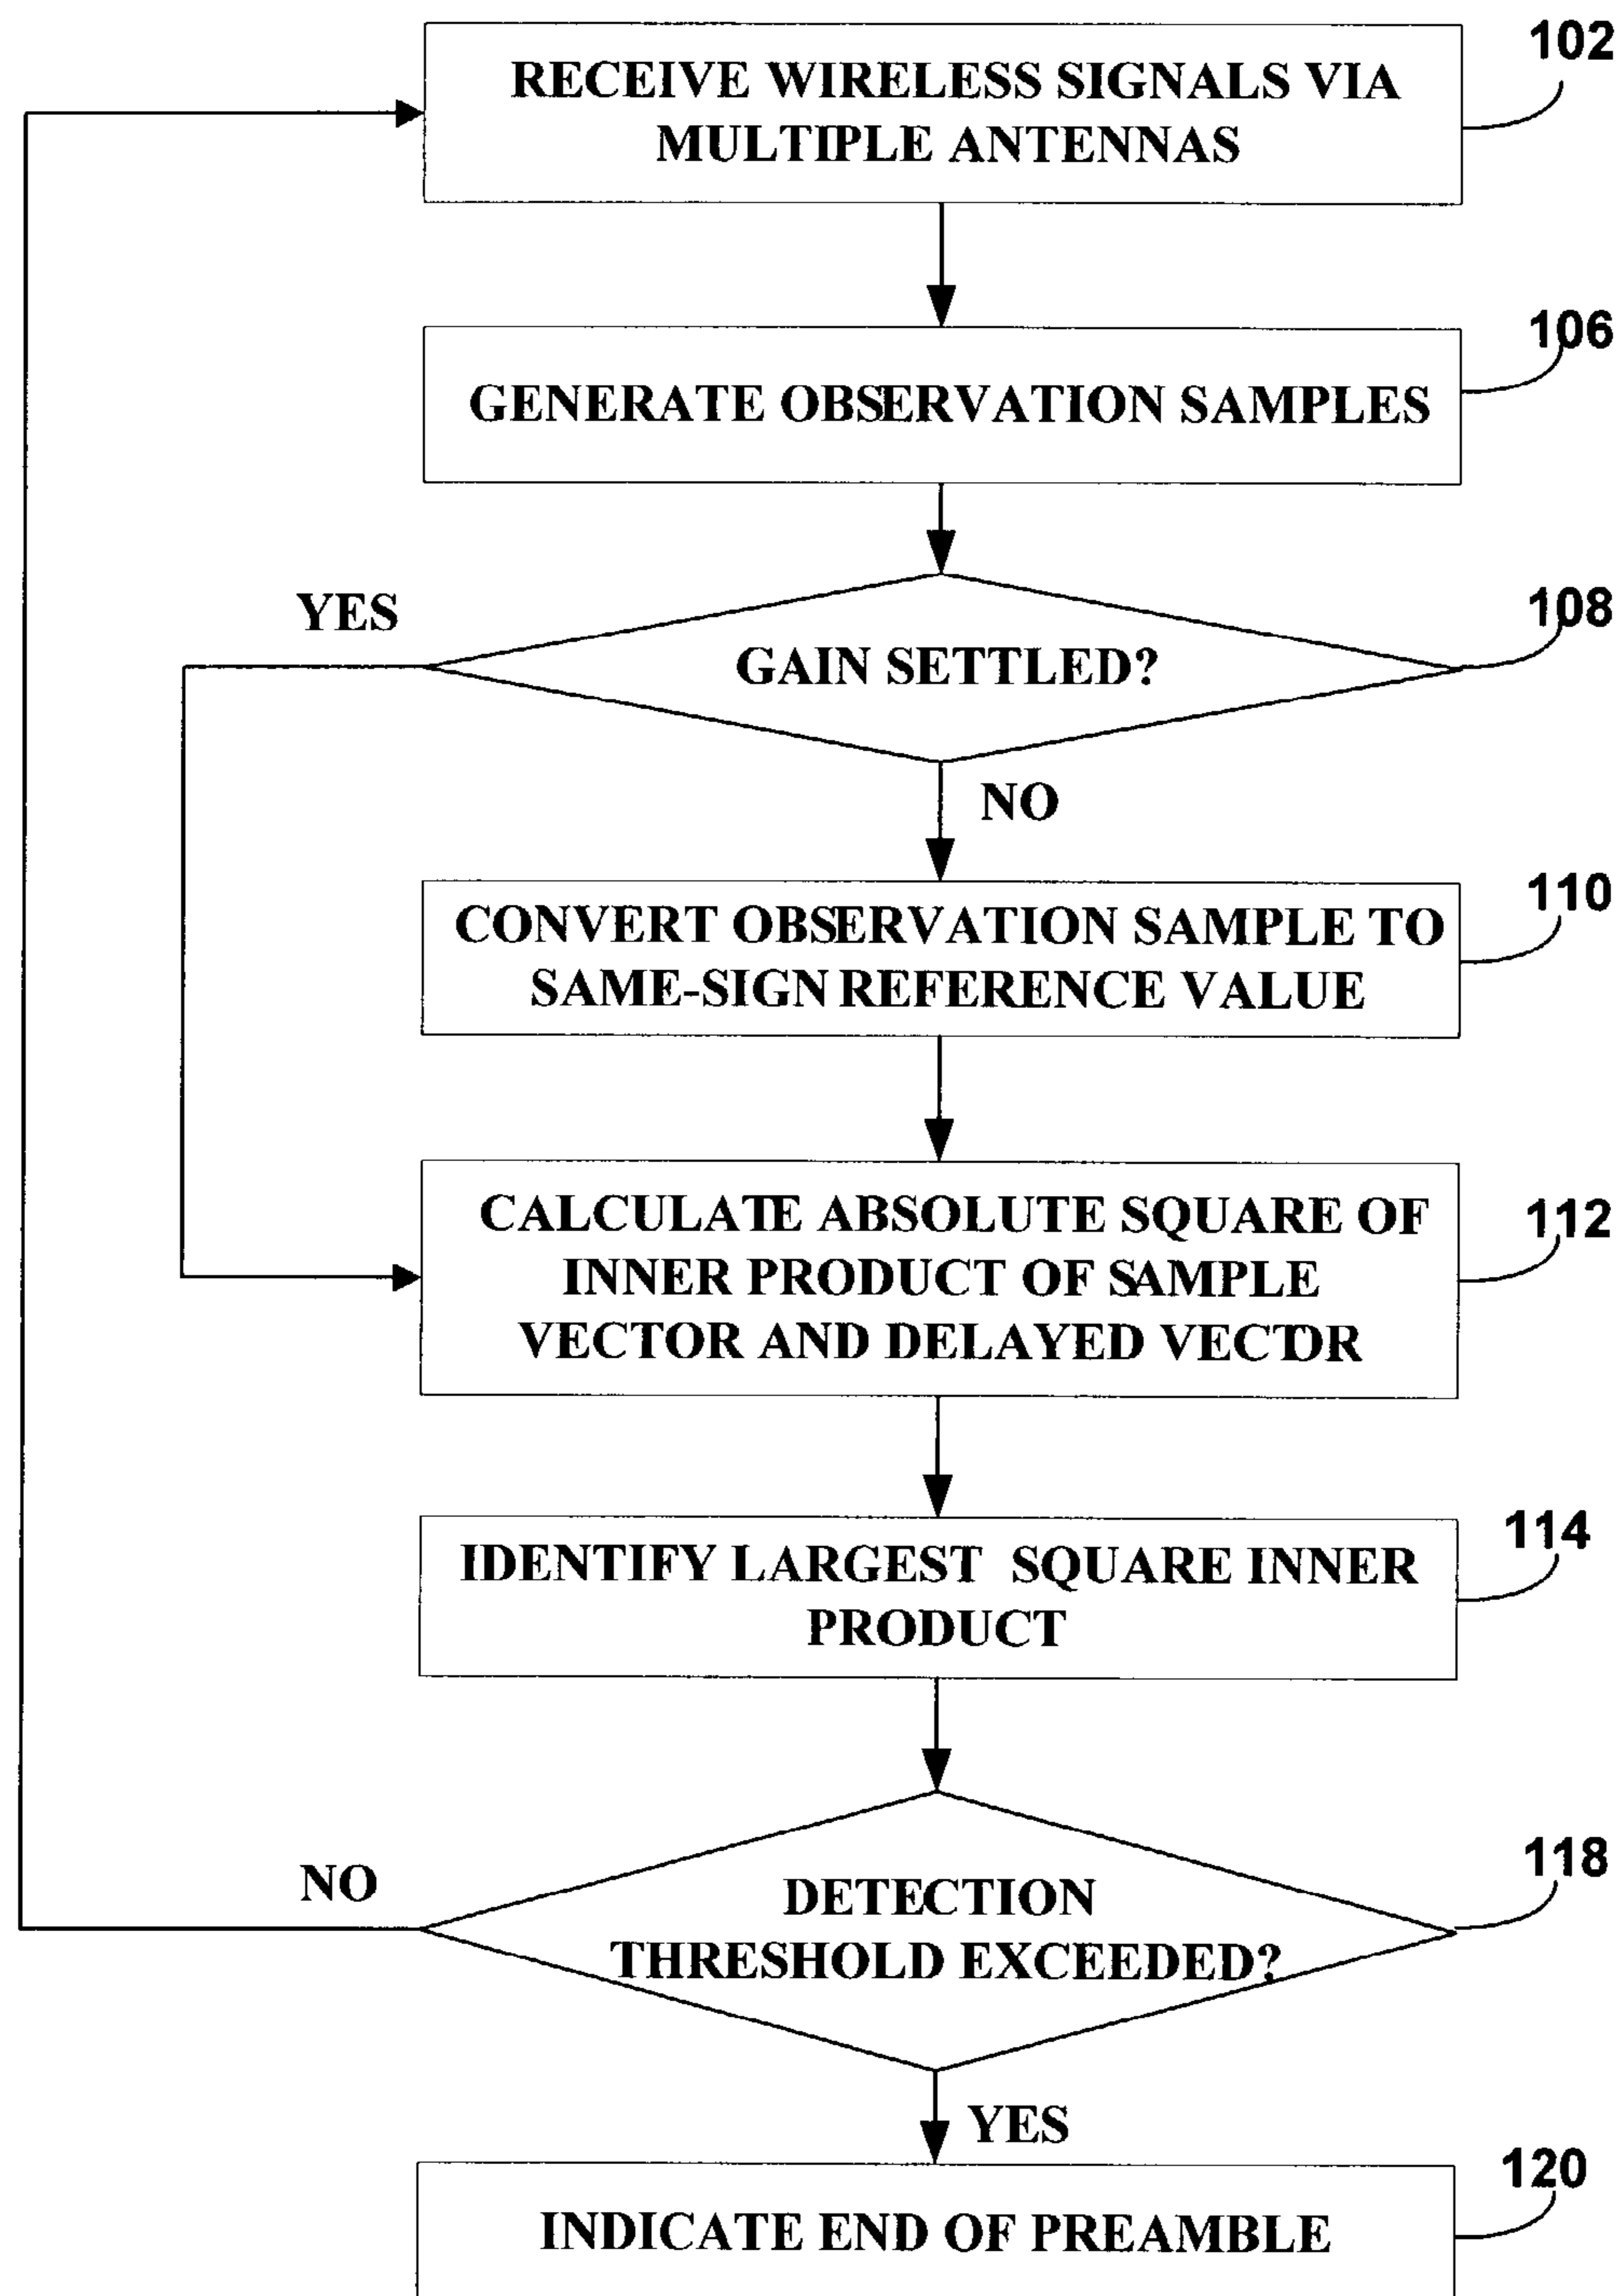 102
RECEIVE WIRELESS SIGNALS VIA
MULTIPLE ANTENNAS
106
GENERATE OBSERVATION SAMPLES
108
YES
GAIN SETTLED?
NO
110
CONVERT OBSERVATION SAMPLE TO
SAME-SIGN REFERENCE VALUE
CALCULATE ABSOLUTE SQUARE OF
112
INNER PRODUCT OF SAMPLE
VECTOR AND DELAYED VECTOR
114
IDENTIFY LARGEST SQUARE INNER
PRODUCT
118
NO
DETECTION
THRESHOLD EXCEEDED?
YES
120
INDICATE END OF PREAMBLE